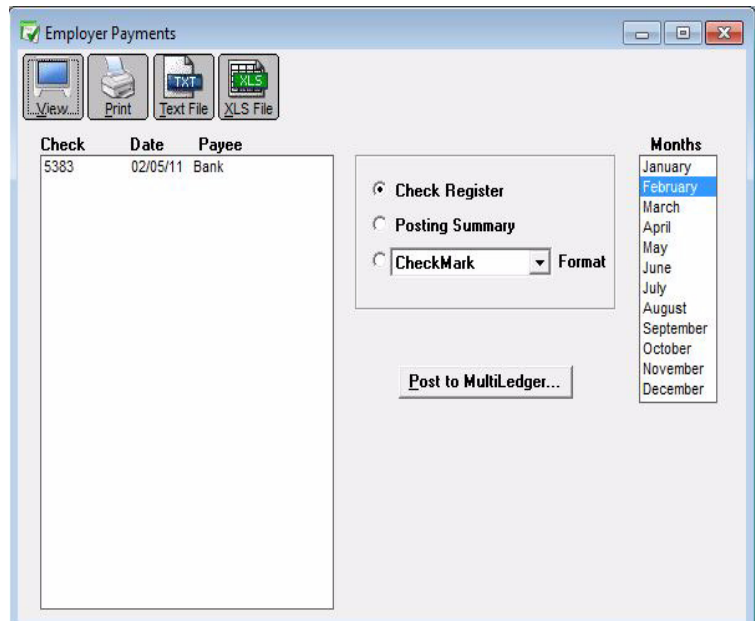 Employer Payments
View...
Print
Text File
XLS File
TXT
XLS
Check Date Payee
5383 02/05/11 Bank
Check Register
Posting Summary
CheckMark Format
Post to MultiLedger...
Months
January
February
March
April
May
June
July
August
September
October
November
December